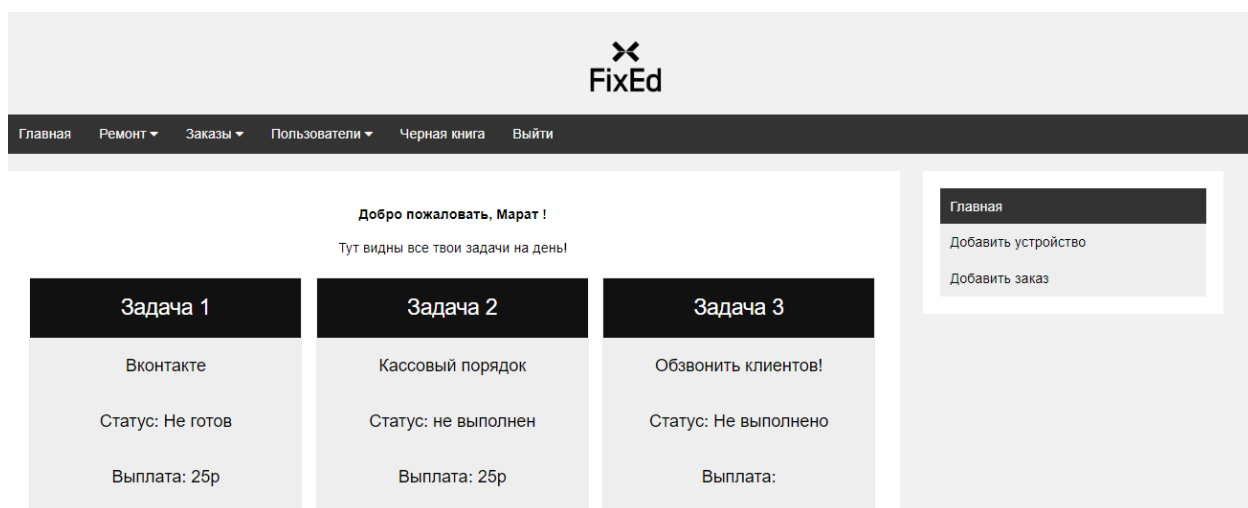 FixEd
Главная Ремонт Заказы Пользователи Черная книга Выйти
Добро пожаловать, Марат !
Тут видны все твои задачи на день!
Задача 1
Вконтакте
Статус: Не готов
Выплата: 25р
Задача 2
Кассовый порядок
Статус: не выполнен
Выплата: 25р
Задача 3
Обзвонить клиентов!
Статус: Не выполнено
Выплата:
Главная
Добавить устройство
Добавить заказ